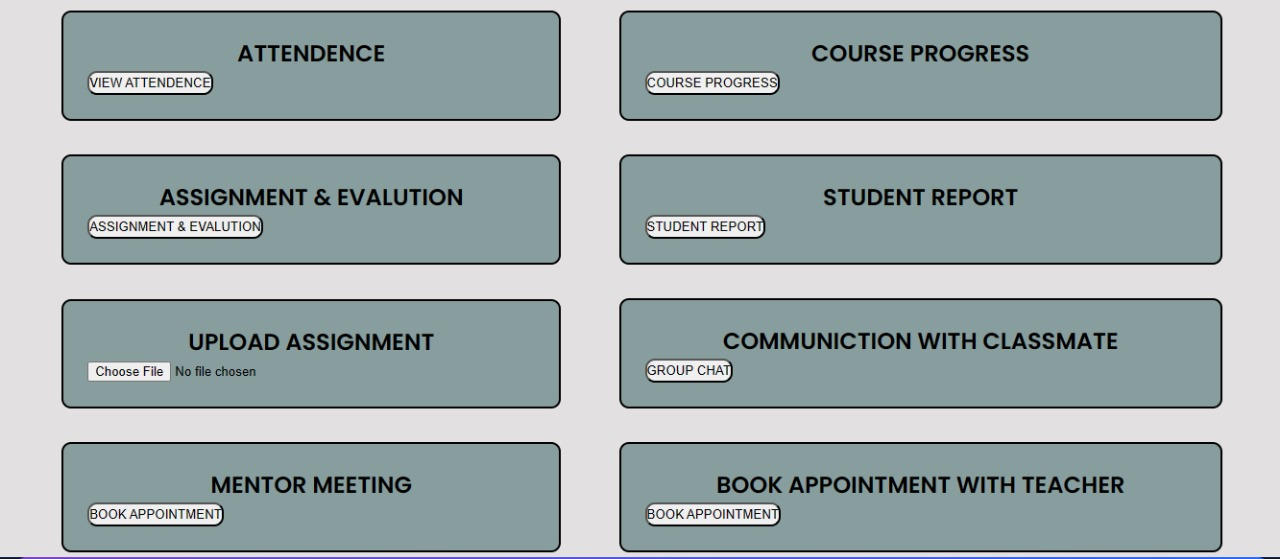 ATTENDENCE
VIEW ATTENDENCE
COURSE PROGRESS
COURSE PROGRESS
ASSIGNMENT & EVALUTION
ASSIGNMENT & EVALUTION
STUDENT REPORT
STUDENT REPORT
UPLOAD ASSIGNMENT
Choose File No file chosen
COMMUNICTION WITH CLASSMATE
GROUP CHAT
MENTOR MEETING
BOOK APPOINTMENT
BOOK APPOINTMENT WITH TEACHER
BOOK APPOINTMENT